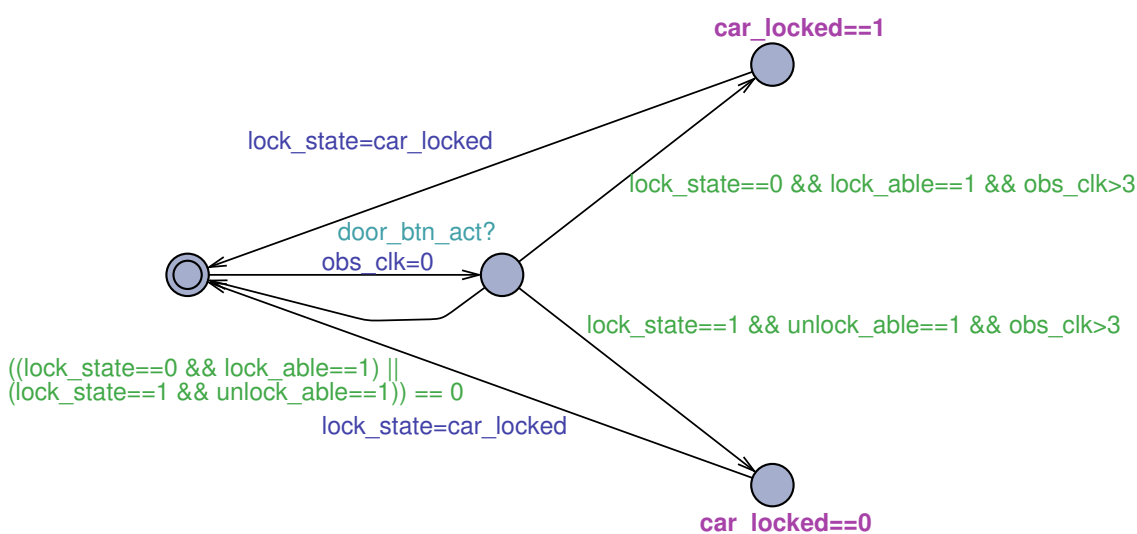 car_locked==1
lock_state=car_locked
lock_state==0 && lock_able==1 && obs_clk>3
door_btn_act?
obs_clk=0
lock_state==1 && unlock_able==1 && obs_clk>3
((lock_state==0 && lock_able==1) ||
(lock_state==1 && unlock_able==1)) == 0
lock_state=car_locked
car_locked==0